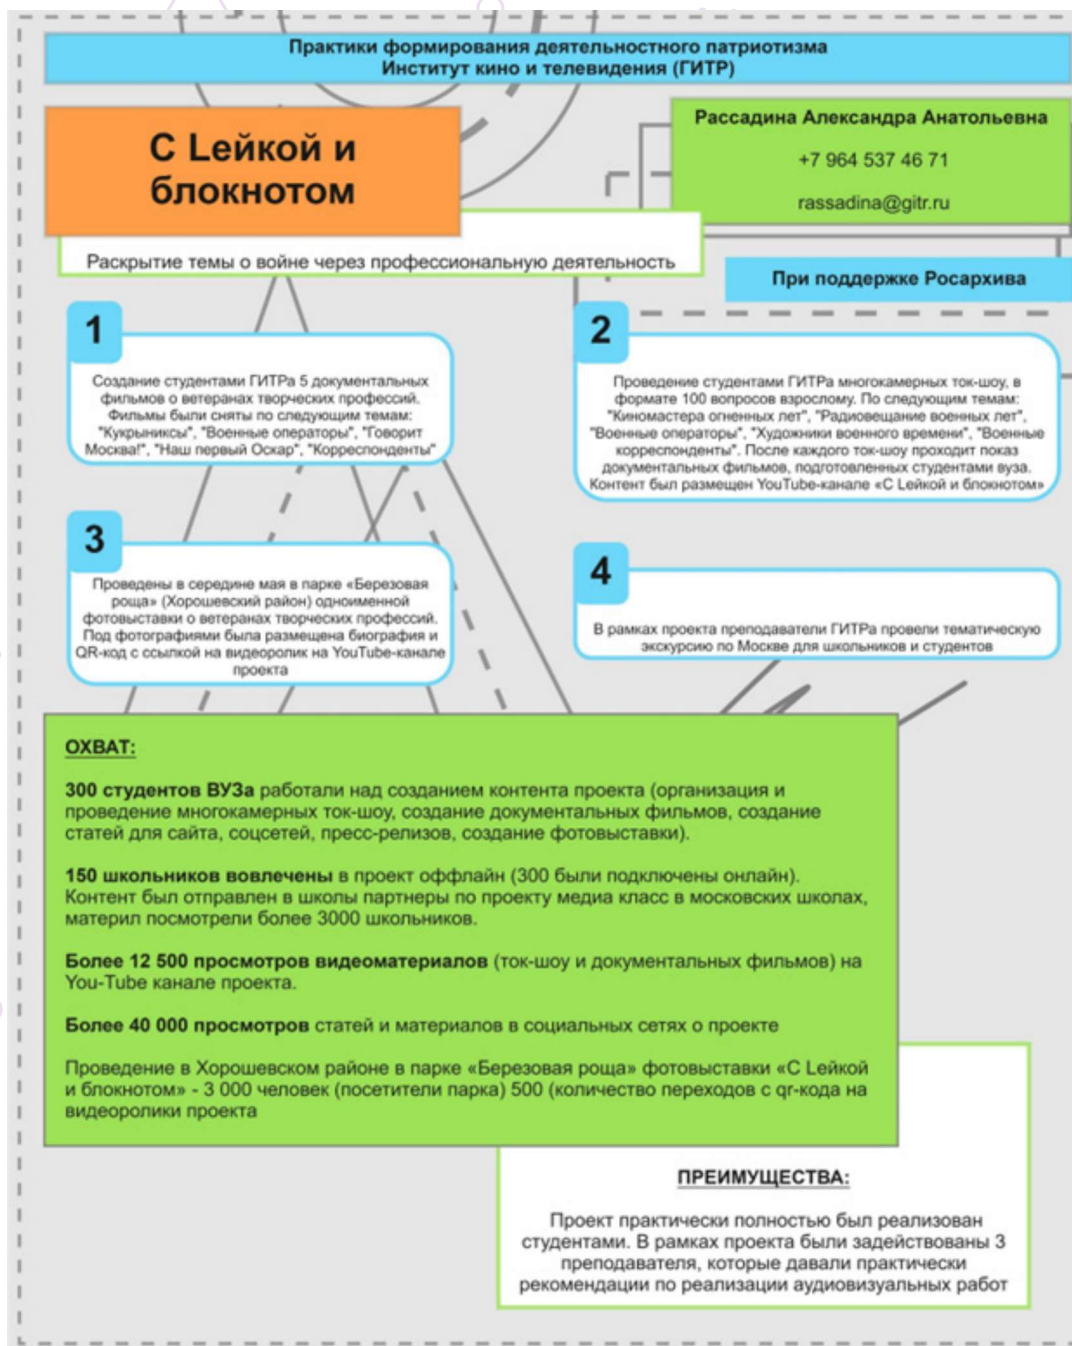 Практики формирования деятельностного патриотизма
Институт кино и телевидения (ГИТР)
С Lейкой и
блокнотом
Рассадина Александра Анатольевна
+7 964 537 46 71
rassadina@gitr.ru
Раскрытие темы о войне через профессиональную деятельность
При поддержке Росархива
1
Создание студентами ГИТРа 5 документальных
фильмов о ветеранах творческих профессий.
Фильмы были сняты по следующим темам:
"Кукрыниксы", "Военные операторы", "Говорит
Москва!", "Наш первый Оскар", "Корреспонденты"
2
Проведение студентами ГИТРа многокамерных ток-шоу, в
формате 100 вопросов взрослому. По следующим темам:
"Киномастера огненных лет", "Радиовещание военных лет",
"Военные операторы", "Художники военного времени", "Военные
корреспонденты". После каждого ток-шоу проходит показ
документальных фильмов, подготовленных студентами вуза.
Контент был размещен YouTube-канале «С Lейкой и блокнотом»
3
Проведены в середине мая в парке «Березовая
роща» (Хорошевский район) одноименной
фотовыставки о ветеранах творческих профессий.
Под фотографиями была размещена биография и
QR-код с ссылкой на видеоролик на YouTube-канале
проекта
4
В рамках проекта преподаватели ГИТРа провели тематическую
экскурсию по Москве для школьников и студентов
ОХВАТ:
300 студентов ВУЗа работали над созданием контента проекта (организация и
проведение многокамерных ток-шоу, создание документальных фильмов, создание
статей для сайта, соцсетей, пресс-релизов, создание фотовыставки).
150 школьников вовлечены в проект оффлайн (300 были подключены онлайн).
Контент был отправлен в школы партнеры по проекту медиа класс в московских школах,
материл посмотрели более 3000 школьников.
Более 12 500 просмотров видеоматериалов (ток-шоу и документальных фильмов) на
You-Tube канале проекта.
Более 40 000 просмотров статей и материалов в социальных сетях о проекте
Проведение в Хорошевском районе в парке «Березовая роща» фотовыставки «С Lейкой
и блокнотом» - 3 000 человек (посетители парка) 500 (количество переходов с qr-кода на
видеоролики проекта
ПРЕИМУЩЕСТВА:
Проект практически полностью был реализован
студентами. В рамках проекта были задействованы 3
преподавателя, которые давали практически
рекомендации по реализации аудиовизуальных работ